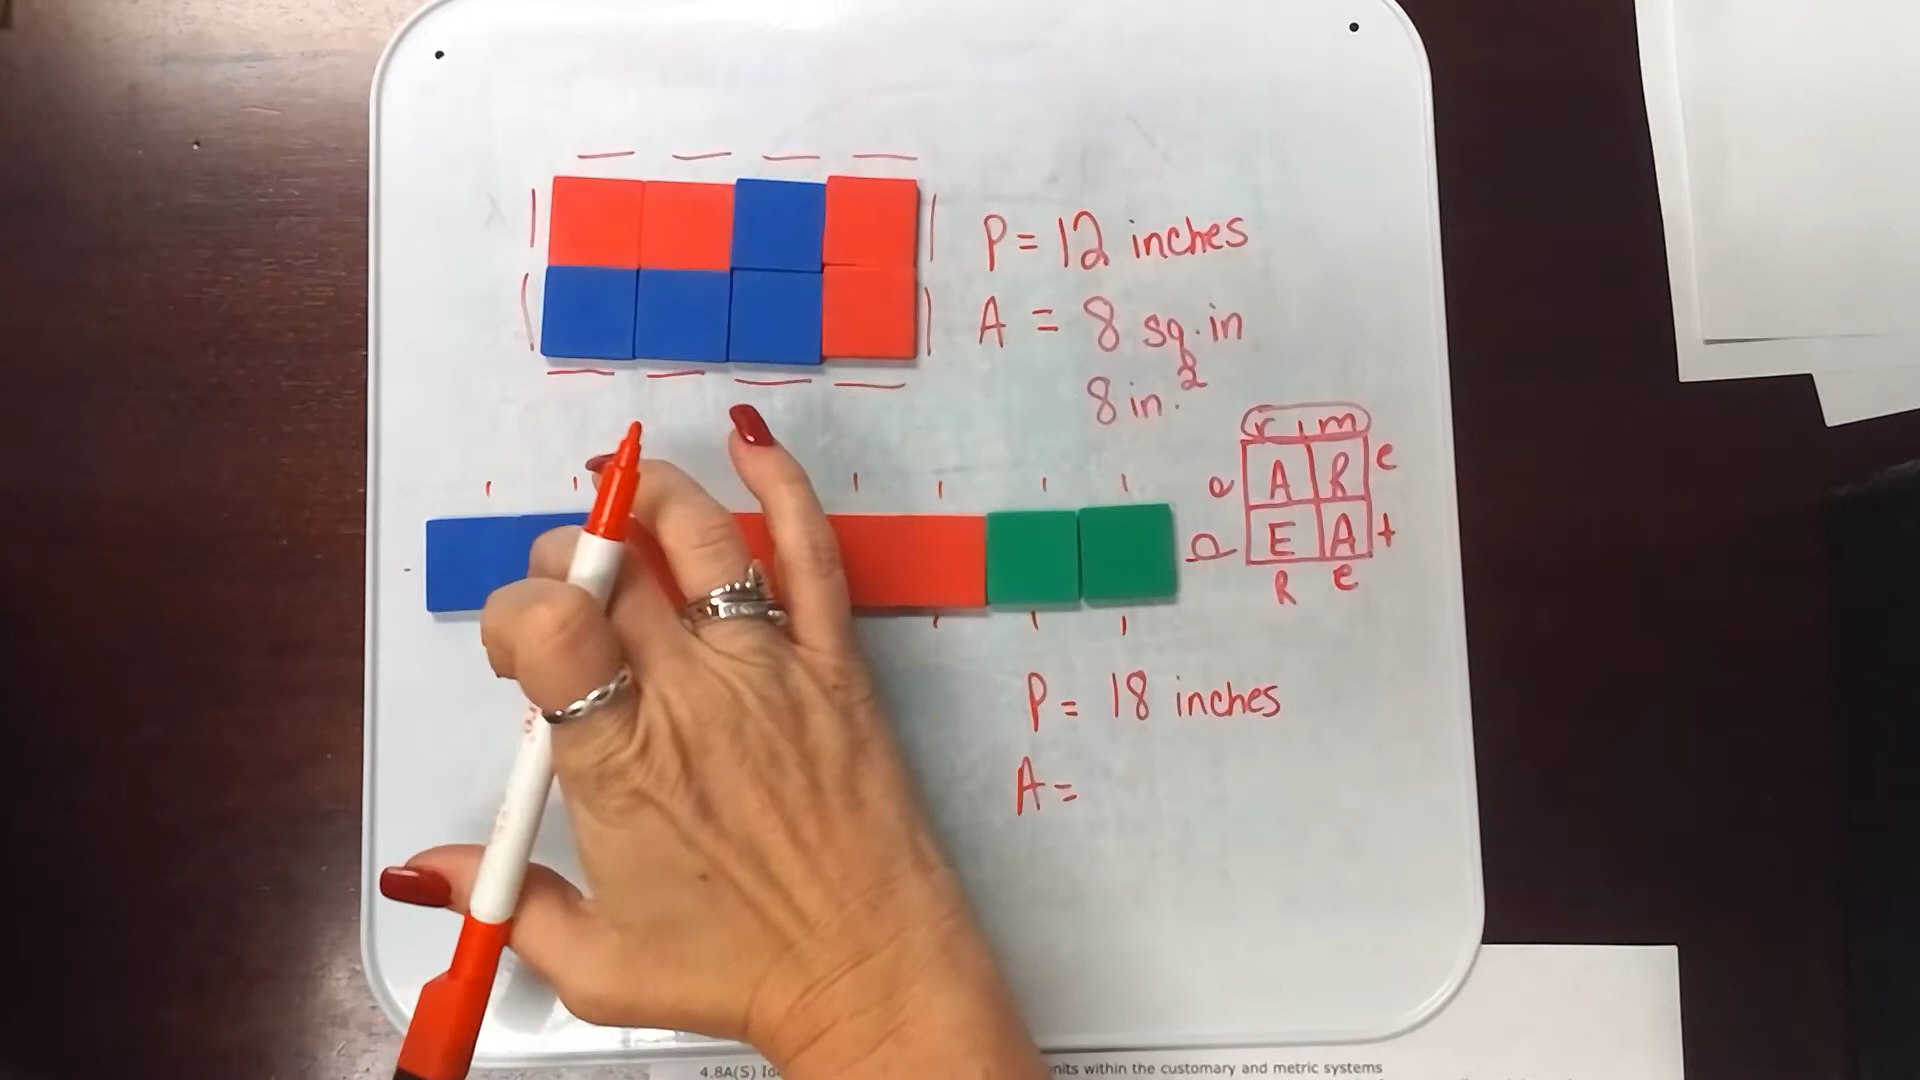 P = 12 inches
A = 8 sq. in
8 in.²
r i m
e A R e
P E A t
R e
P = 18 inches
A =
4.8A(S) Id
nits within the customary and metric systems